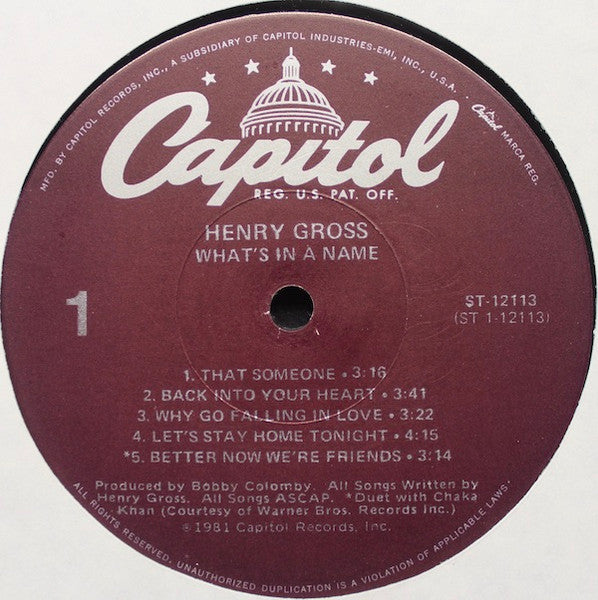 MFD. BY CAPITOL RECORDS, INC., A SUBSIDIARY OF CAPITOL INDUSTRIES-EMI, INC., U.S.A.
Capitol MARCA REG.
Capitol
REG. U.S. PAT. OFF.
HENRY GROSS
WHAT'S IN A NAME
1
ST-12113
(ST 1-12113)
1. THAT SOMEONE • 3:16
2. BACK INTO YOUR HEART • 3:41
3. WHY GO FALLING IN LOVE • 3:22
4. LET'S STAY HOME TONIGHT • 4:15
*5. BETTER NOW WE'RE FRIENDS • 3:14
Produced by Bobby Colomby. All Songs Written by
Henry Gross. All Songs ASCAP. *Duet with Chaka
Khan (Courtesy of Warner Bros. Records Inc.)
©1981 Capitol Records, Inc.
ALL RIGHTS RESERVED. UNAUTHORIZED DUPLICATION IS A VIOLATION OF APPLICABLE LAWS.